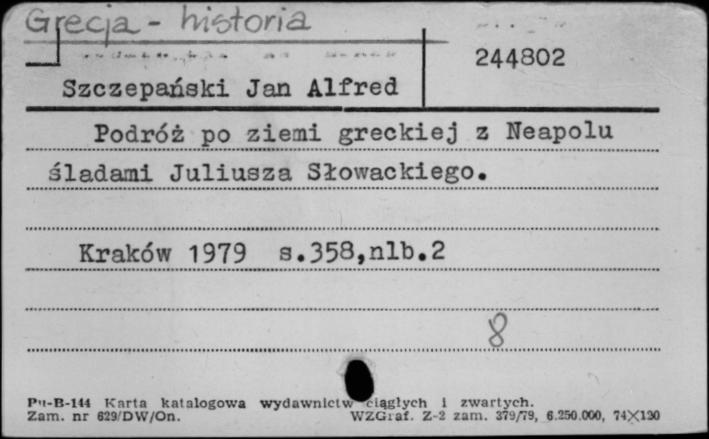 Grecja - historia
244802
Szczepański Jan Alfred
Podróż po ziemi greckiej z Neapolu
śladami Juliusza Słowackiego.
Kraków 1979 s.358,nlb.2
8
Pu-B-144 Karta katalogowa wydawnictw ciągłych i zwartych.
Zam. nr 629/DW/On. WZGraf. Z-2 zam. 379/79, 6.250.000, 74X120